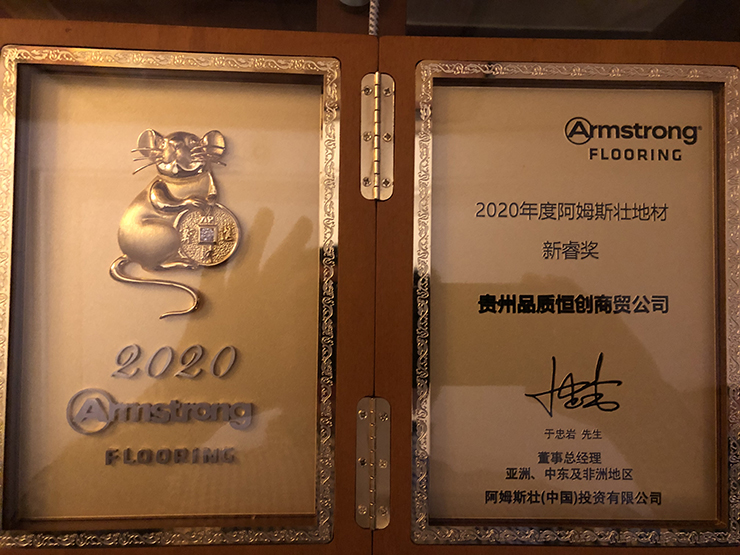 2020
Armstrong
FLOORING
Armstrong®
FLOORING
2020年度阿姆斯壮地材
新睿奖
贵州品质恒创商贸公司
于忠岩 先生
董事总经理
亚洲、中东及非洲地区
阿姆斯壮(中国)投资有限公司